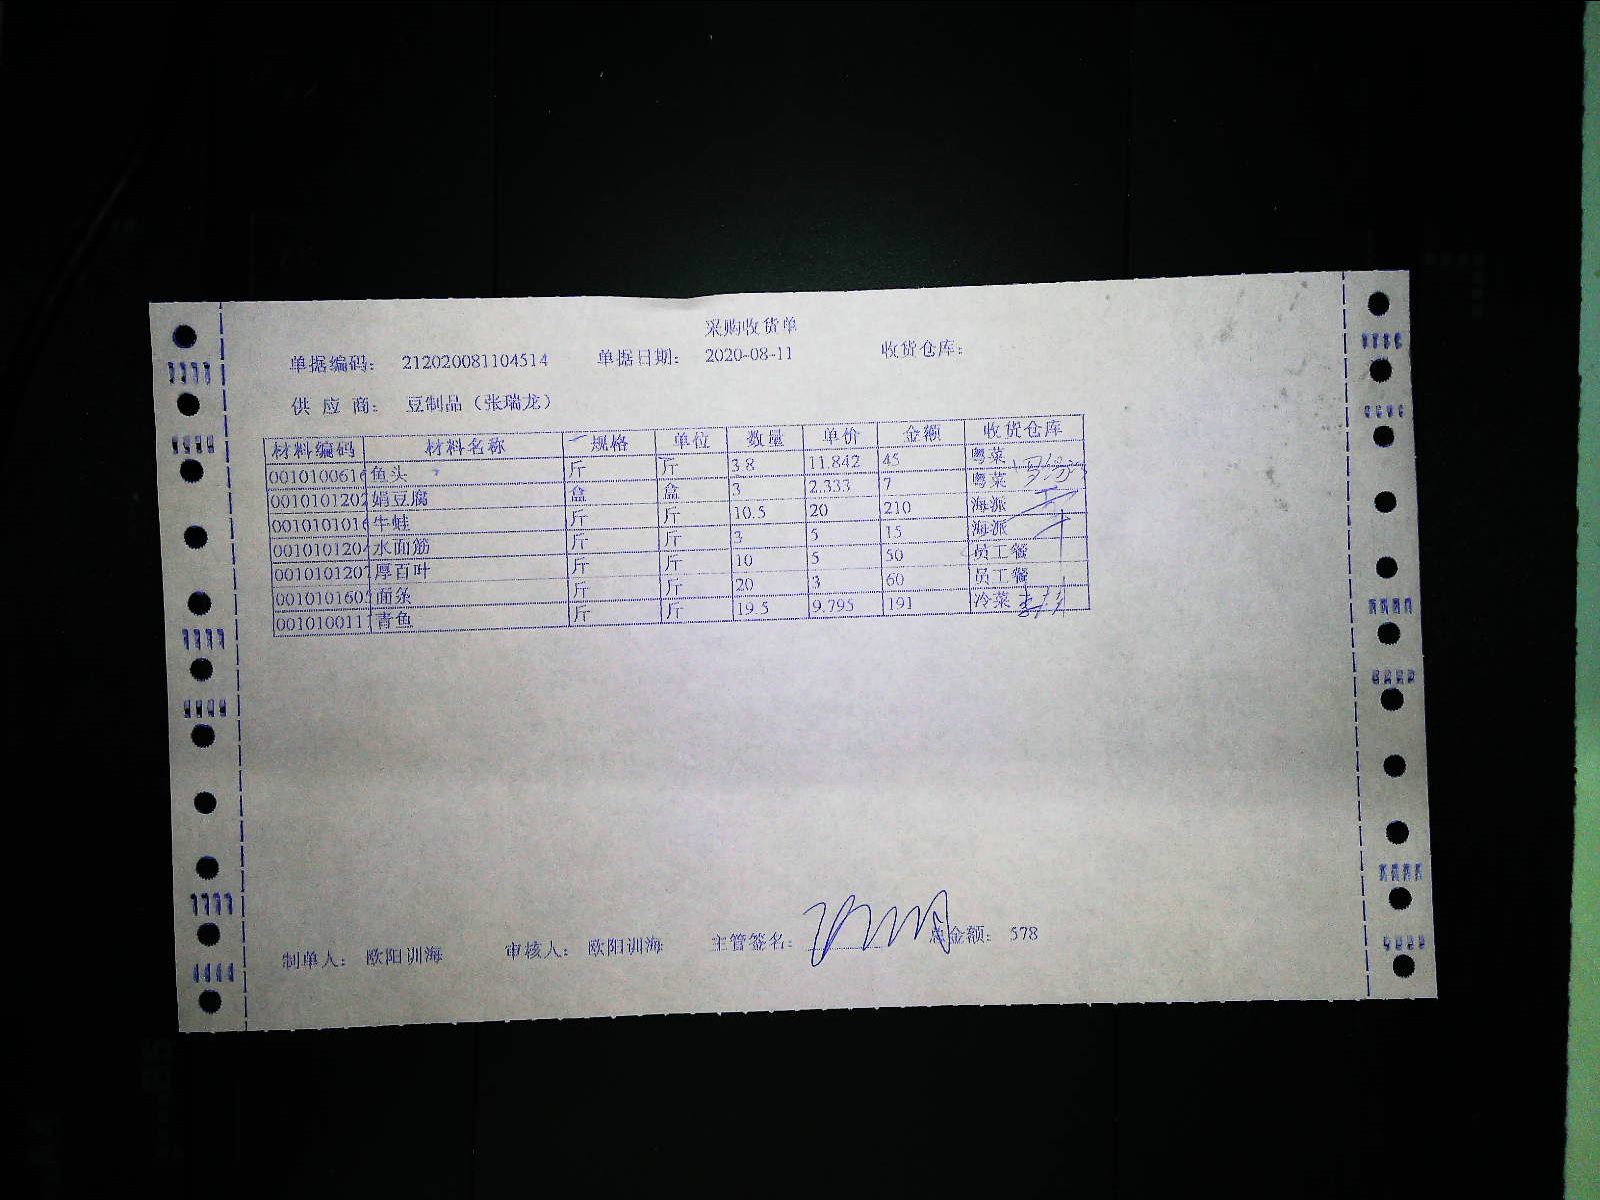 采购收货单
单据编码： 212020081104514 单据日期： 2020-08-11 收货仓库：
供 应 商： 豆制品（张瑞龙）
材料编码 材料名称 规格 单位 数量 单价 金额 收货仓库
001010061 鱼头 斤 斤 3.8 11.842 45 粤菜
001010120 娟豆腐 盒 盒 3 2.333 7 粤菜
001010101 牛蛙 斤 斤 10.5 20 210 海派
001010120 水面筋 斤 斤 3 5 15 海派
001010120 厚百叶 斤 斤 10 5 50 员工餐
001010160 面条 斤 斤 20 3 60 员工餐
001010011 青鱼 斤 斤 19.5 9.795 191 冷菜
制单人： 欧阳训海 审核人： 欧阳训海 主管签名： 总金额： 578